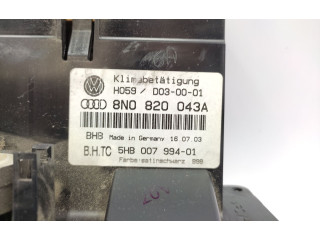 Klimabetätigung
H059 / D03-00-01
8N0 820 043A
BHB Made in Germany 16.07.03
B.H.TC 5HB 007 994-01
Farbe:satinschwarz 99B